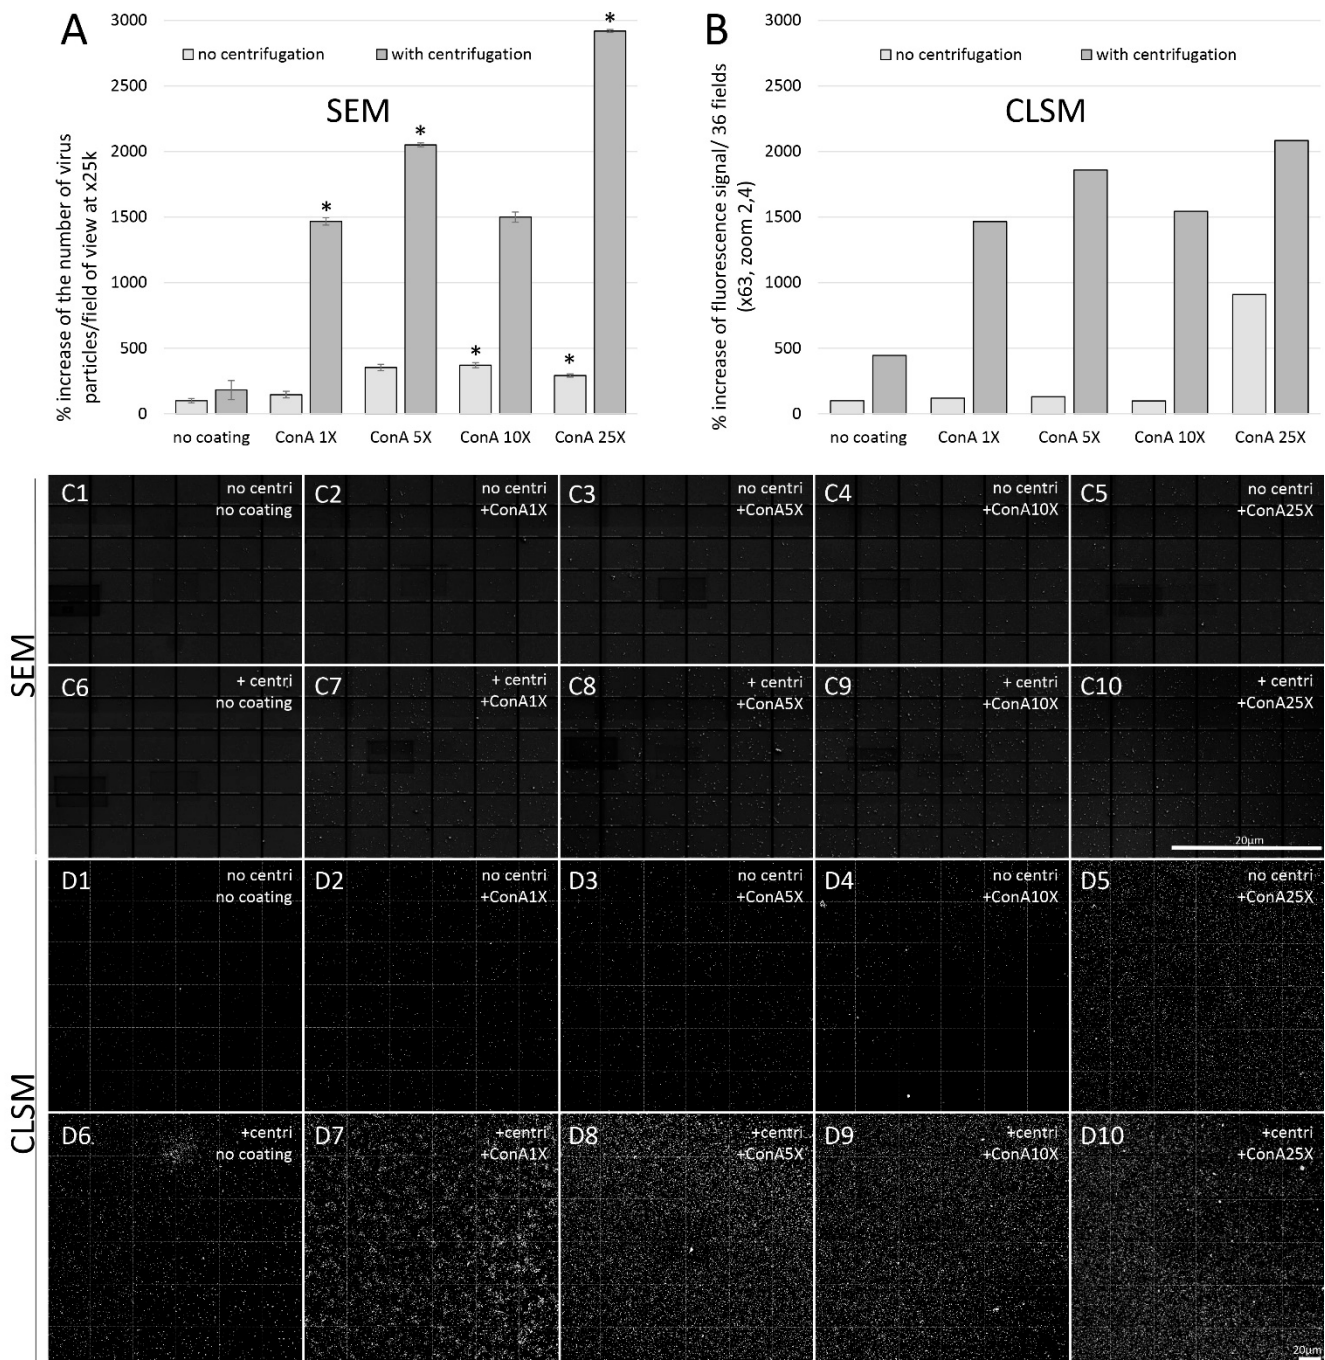 A
% increase of the number of virus
particles/field of view at x25k
3000
2500
2000
1500
1000
500
0
no centrifugation
with centrifugation
SEM
*
*
*
*
*
no coating
ConA 1X
ConA 5X
ConA 10X
ConA 25X
B
% increase of fluorescence signal/ 36 fields
(x63, zoom 2,4)
3000
2500
2000
1500
1000
500
0
no centrifugation
with centrifugation
CLSM
no coating
ConA 1X
ConA 5X
ConA 10X
ConA 25X
SEM
C1
no centri
no coating
C2
no centri
+ConA1X
C3
no centri
+ConA5X
C4
no centri
+ConA10X
C5
no centri
+ConA25X
C6
+ centri
no coating
C7
+ centri
+ConA1X
C8
+ centri
+ConA5X
C9
+ centri
+ConA10X
C10
+ centri
+ConA25X
20µm
CLSM
D1
no centri
no coating
D2
no centri
+ConA1X
D3
no centri
+ConA5X
D4
no centri
+ConA10X
D5
no centri
+ConA25X
D6
+centri
no coating
D7
+centri
+ConA1X
D8
+centri
+ConA5X
D9
+centri
+ConA10X
D10
+centri
+ConA25X
20µm